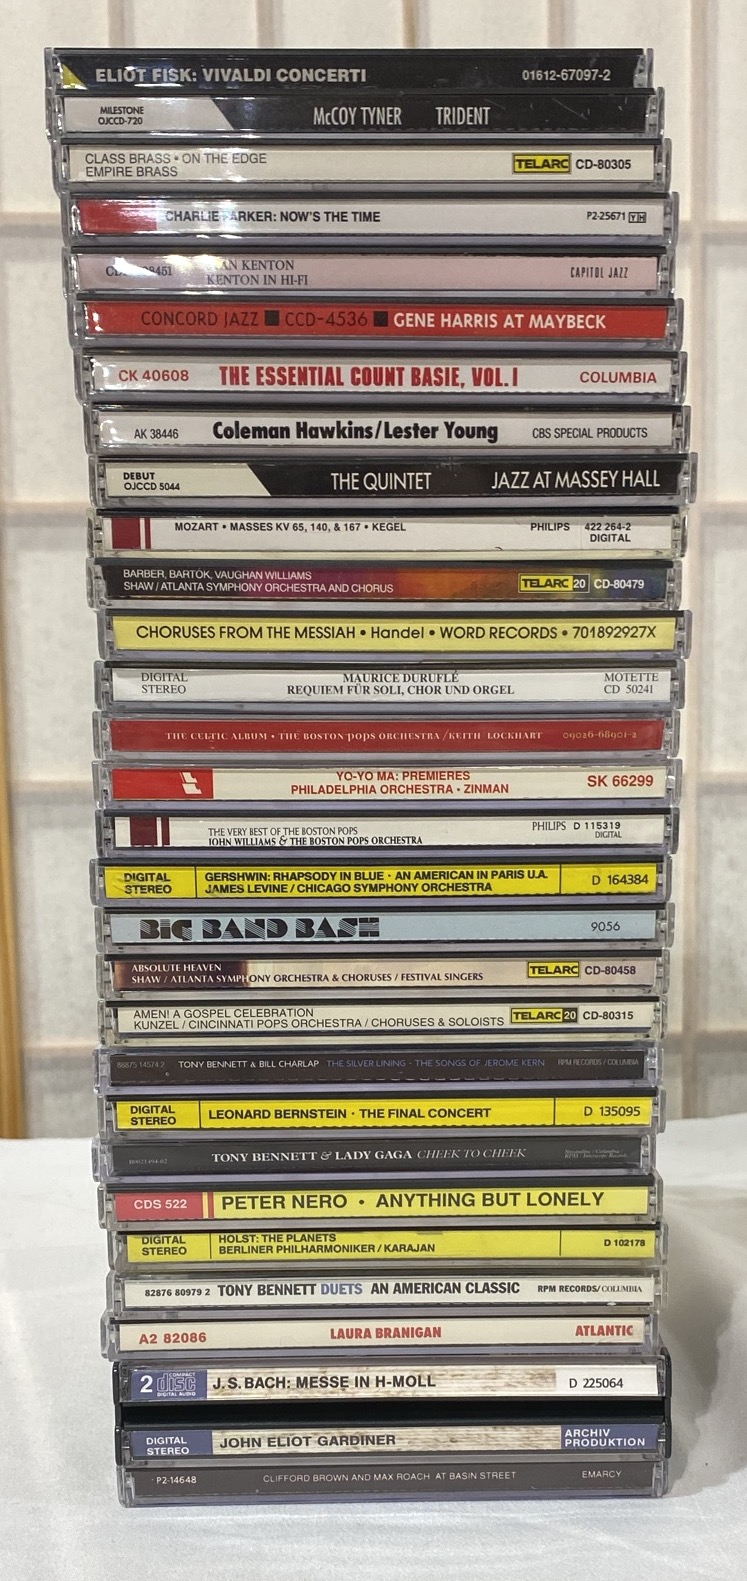 ELIOT FISK: VIVALDI CONCERTI 01612-67097-2
MILESTONE
OJCCD-720
McCOY TYNER TRIDENT
CLASS BRASS • ON THE EDGE
EMPIRE BRASS
TELARC CD-80305
CHARLIE PARKER: NOW'S THE TIME P2-25671
KENTON
KENTON IN HI-FI
CAPITOL JAZZ
CONCORD JAZZ ■ CCD-4536 ■ GENE HARRIS AT MAYBECK
CK 40608 THE ESSENTIAL COUNT BASIE, VOL. I COLUMBIA
AK 38446 Coleman Hawkins/Lester Young CBS SPECIAL PRODUCTS
DEBUT
OJCCD 5044
THE QUINTET JAZZ AT MASSEY HALL
MOZART • MASSES KV 65, 140, & 167 • KEGEL PHILIPS 422 264-2
DIGITAL
BARBER, BARTÓK, VAUGHAN WILLIAMS
SHAW / ATLANTA SYMPHONY ORCHESTRA AND CHORUS
TELARC 20 CD-80479
CHORUSES FROM THE MESSIAH • Handel • WORD RECORDS • 701892927X
DIGITAL
STEREO
MAURICE DURUFLÉ
REQUIEM FÜR SOLI, CHOR UND ORGEL
MOTETTE
CD 50241
THE CELTIC ALBUM • THE BOSTON POPS ORCHESTRA / KEITH LOCKHART 09026-68901-2
YO-YO MA: PREMIERES
PHILADELPHIA ORCHESTRA • ZINMAN
SK 66299
THE VERY BEST OF THE BOSTON POPS
JOHN WILLIAMS & THE BOSTON POPS ORCHESTRA
PHILIPS D 115319
DIGITAL
DIGITAL
STEREO
GERSHWIN: RHAPSODY IN BLUE · AN AMERICAN IN PARIS U.A.
JAMES LEVINE / CHICAGO SYMPHONY ORCHESTRA
D 164384
BIG BAND BASH 9056
ABSOLUTE HEAVEN
SHAW / ATLANTA SYMPHONY ORCHESTRA & CHORUSES / FESTIVAL SINGERS
TELARC CD-80458
AMEN! A GOSPEL CELEBRATION
KUNZEL / CINCINNATI POPS ORCHESTRA / CHORUSES & SOLOISTS
TELARC 20 CD-80315
88875 14574 2 TONY BENNETT & BILL CHARLAP THE SILVER LINING - THE SONGS OF JEROME KERN RPM RECORDS / COLUMBIA
DIGITAL
STEREO
LEONARD BERNSTEIN · THE FINAL CONCERT D 135095
TONY BENNETT & LADY GAGA CHEEK TO CHEEK
CDS 522 PETER NERO • ANYTHING BUT LONELY
DIGITAL
STEREO
HOLST: THE PLANETS
BERLINER PHILHARMONIKER / KARAJAN
D 102178
82876 80979 2 TONY BENNETT DUETS AN AMERICAN CLASSIC RPM RECORDS/COLUMBIA
A2 82086 LAURA BRANIGAN ATLANTIC
2 COMPACT
disc
DIGITAL AUDIO
J. S. BACH: MESSE IN H-MOLL D 225064
DIGITAL
STEREO
JOHN ELIOT GARDINER
ARCHIV
PRODUKTION
P2-14648 CLIFFORD BROWN AND MAX ROACH AT BASIN STREET EMARCY